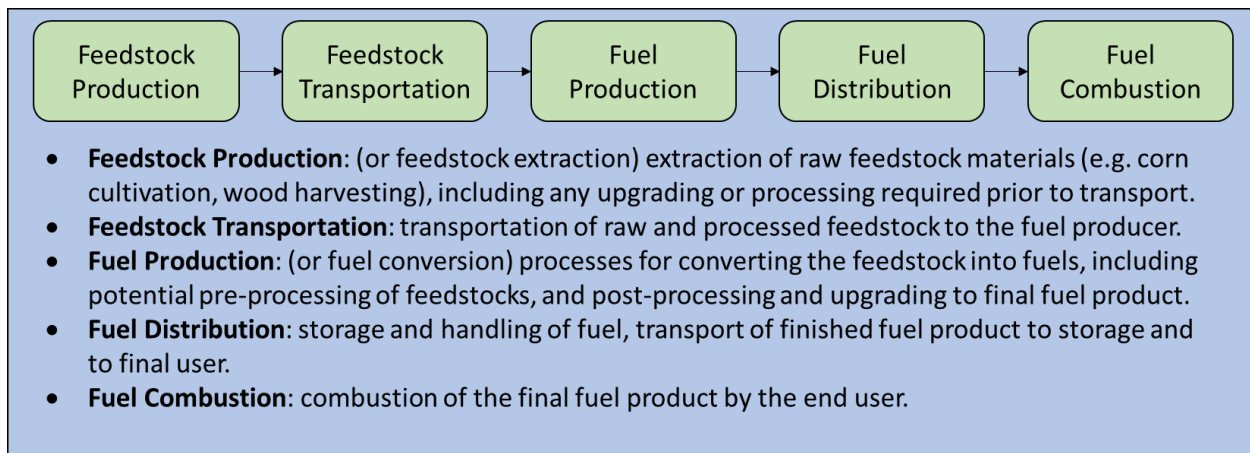 Feedstock
Production
Feedstock
Transportation
Fuel
Production
Fuel
Distribution
Fuel
Combustion
• Feedstock Production: (or feedstock extraction) extraction of raw feedstock materials (e.g. corn
cultivation, wood harvesting), including any upgrading or processing required prior to transport.
• Feedstock Transportation: transportation of raw and processed feedstock to the fuel producer.
• Fuel Production: (or fuel conversion) processes for converting the feedstock into fuels, including
potential pre-processing of feedstocks, and post-processing and upgrading to final fuel product.
• Fuel Distribution: storage and handling of fuel, transport of finished fuel product to storage and
to final user.
• Fuel Combustion: combustion of the final fuel product by the end user.